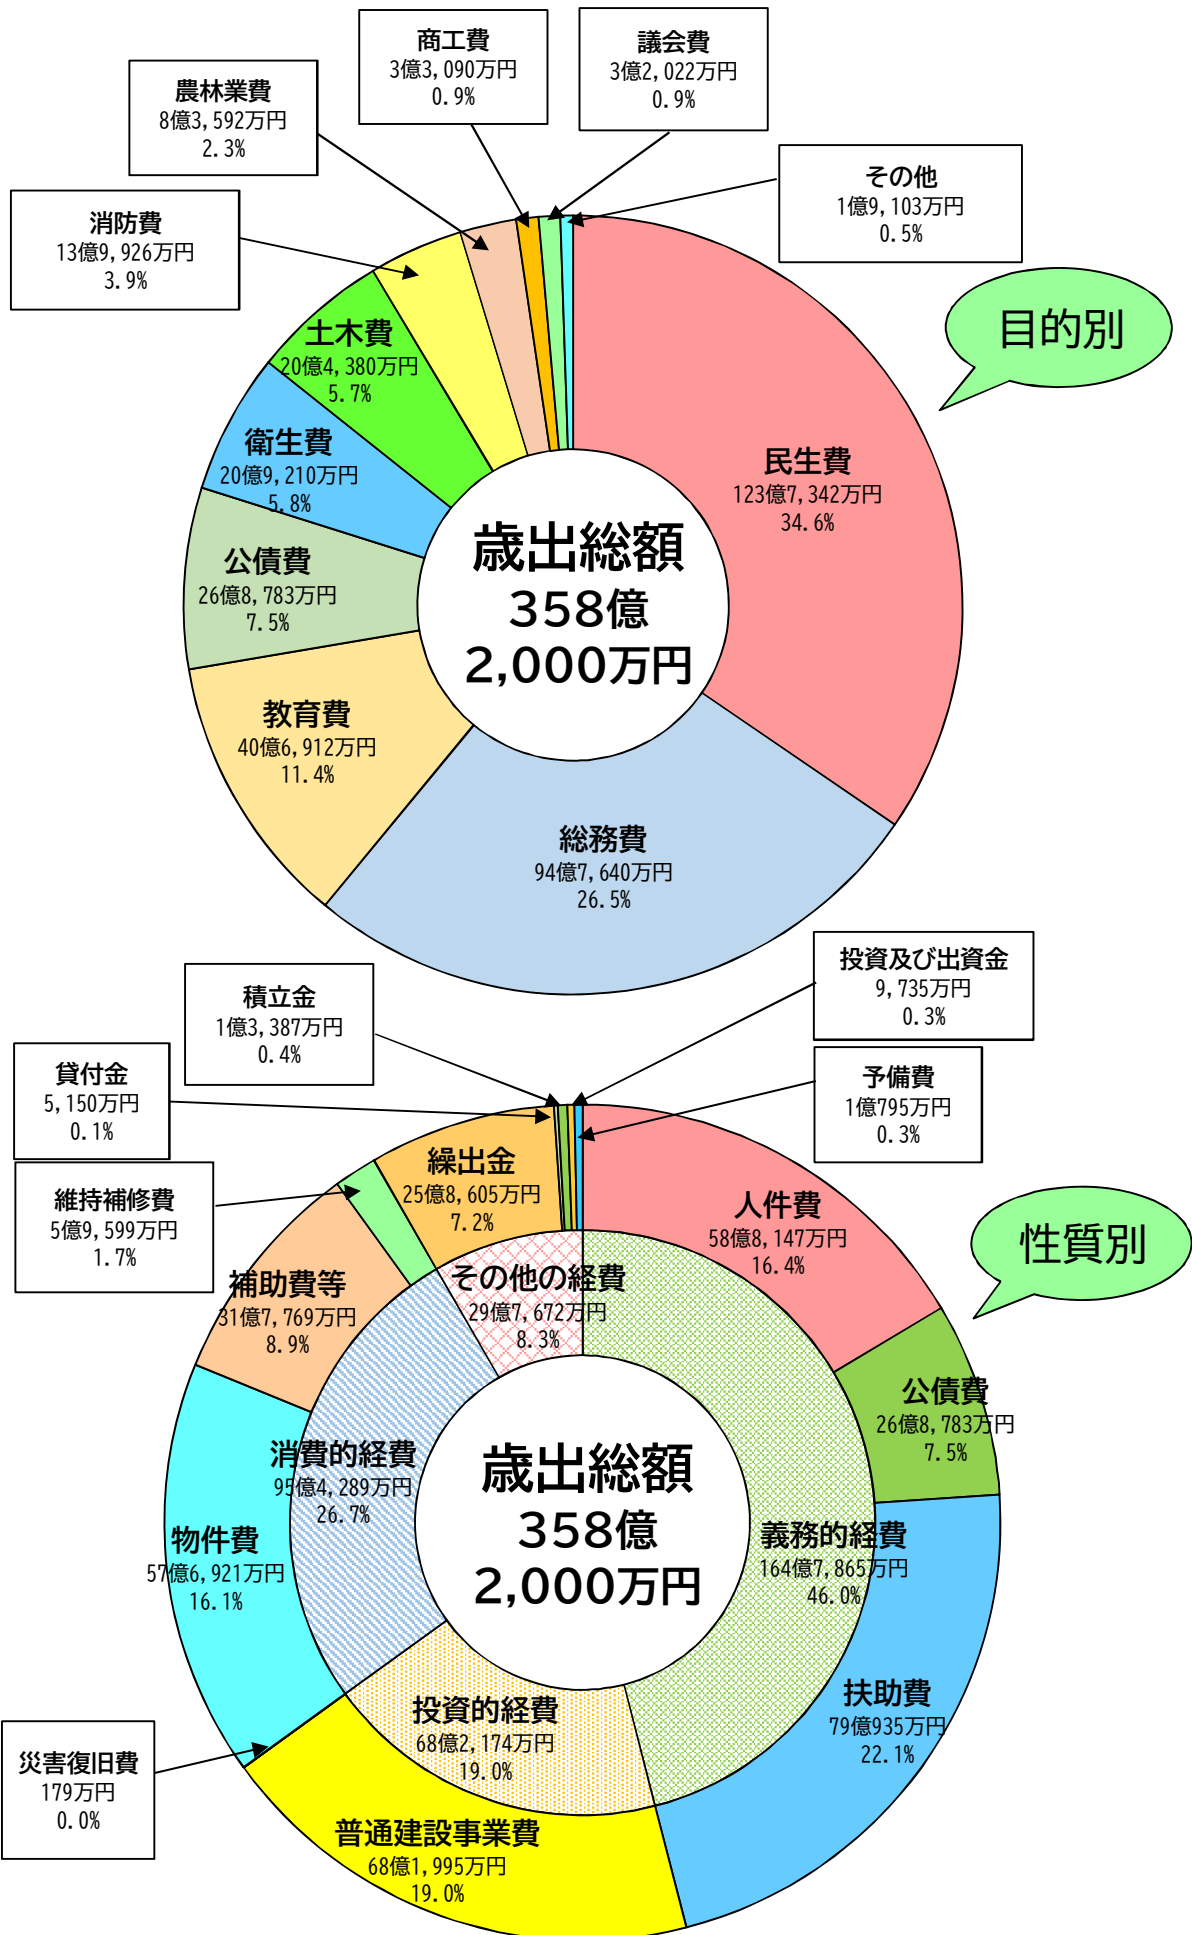 商工費
3億3,090万円
0.9%
議会費
3億2,022万円
0.9%
農林業費
8億3,592万円
2.3%
その他
1億9,103万円
0.5%
消防費
13億9,926万円
3.9%
目的別
土木費
20億4,380万円
5.7%
衛生費
20億9,210万円
5.8%
民生費
123億7,342万円
34.6%
公債費
26億8,783万円
7.5%
歳出総額
358億
2,000万円
教育費
40億6,912万円
11.4%
総務費
94億7,640万円
26.5%
投資及び出資金
9,735万円
0.3%
積立金
1億3,387万円
0.4%
貸付金
5,150万円
0.1%
予備費
1億795万円
0.3%
維持補修費
5億9,599万円
1.7%
繰出金
25億8,605万円
7.2%
人件費
58億8,147万円
16.4%
性質別
補助費等
31億7,769万円
8.9%
その他の経費
29億7,672万円
8.3%
公債費
26億8,783万円
7.5%
消費的経費
95億4,289万円
26.7%
歳出総額
358億
2,000万円
物件費
57億6,921万円
16.1%
義務的経費
164億7,865万円
46.0%
扶助費
79億935万円
22.1%
投資的経費
68億2,174万円
19.0%
災害復旧費
179万円
0.0%
普通建設事業費
68億1,995万円
19.0%